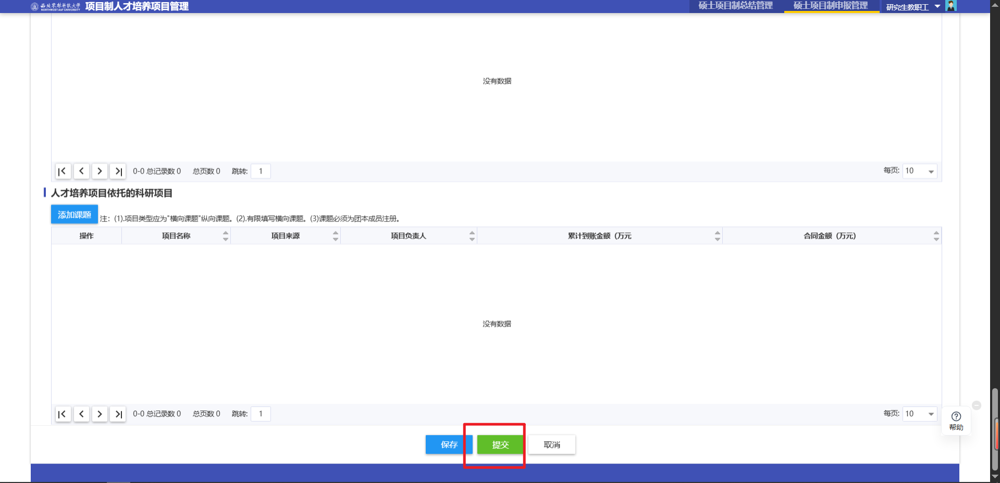 西北农林科技大学
NORTHWEST A&F UNIVERSITY
项目制人才培养项目管理
硕士项目制总结管理 硕士项目制申报管理 研究生教职工
没有数据
0-0 总记录数 0 总页数 0 跳转: 1 每页: 10
人才培养项目依托的科研项目
添加课题 注：(1).项目类型应为"横向课题"纵向课题。(2).有限填写横向课题。(3)课题必须为团本成员注册。
操作 项目名称 项目来源 项目负责人 累计到账金额（万元 合同金额（万元）
没有数据
0-0 总记录数 0 总页数 0 跳转: 1 每页: 10
帮助
保存 提交 取消